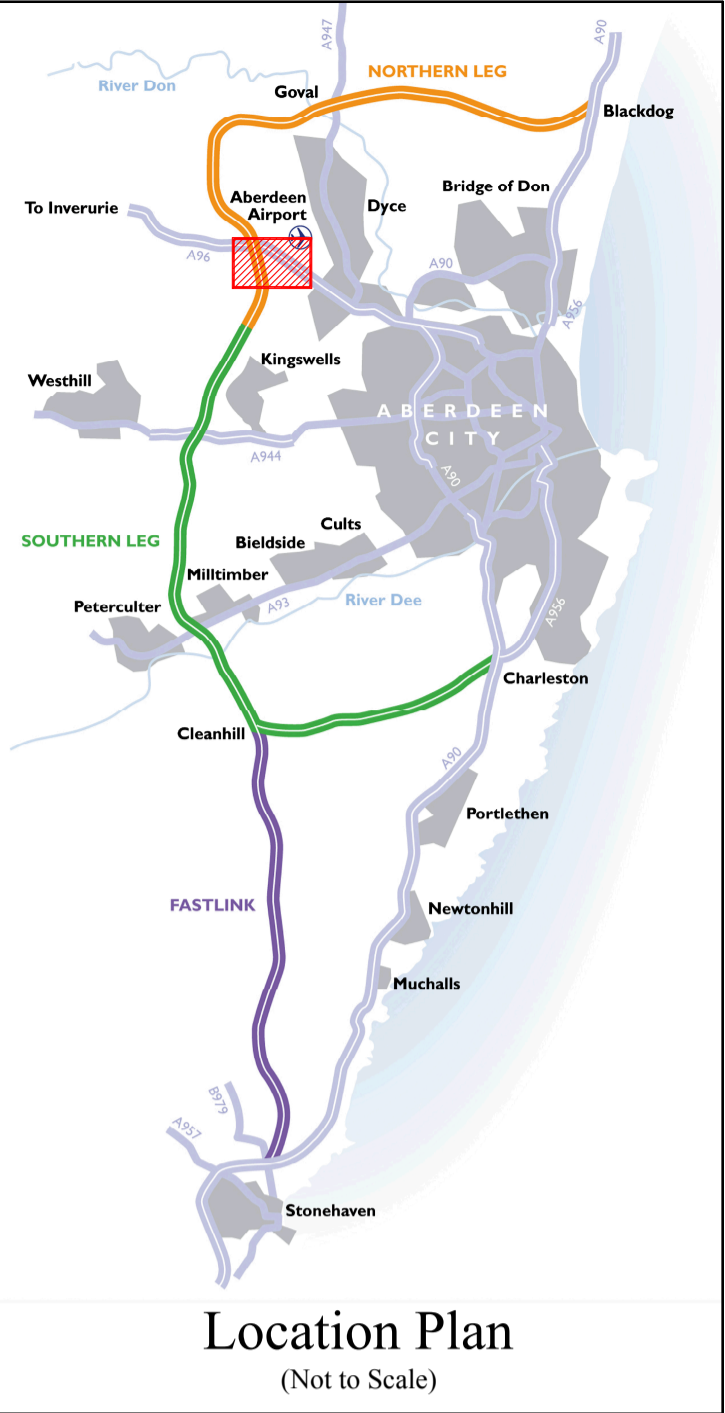 A947
A90
NORTHERN LEG
River Don
Goval
Blackdog
Bridge of Don
Aberdeen
Airport
Dyce
To Inverurie
A96
A90
A956
Kingswells
Westhill
ABERDEEN
CITY
A944
A90
Cults
SOUTHERN LEG
Bieldside
Milltimber
A93
River Dee
Peterculter
A956
Charleston
Cleanhill
A90
Portlethen
FASTLINK
Newtonhill
Muchalls
B979
A957
Stonehaven
Location Plan
(Not to Scale)